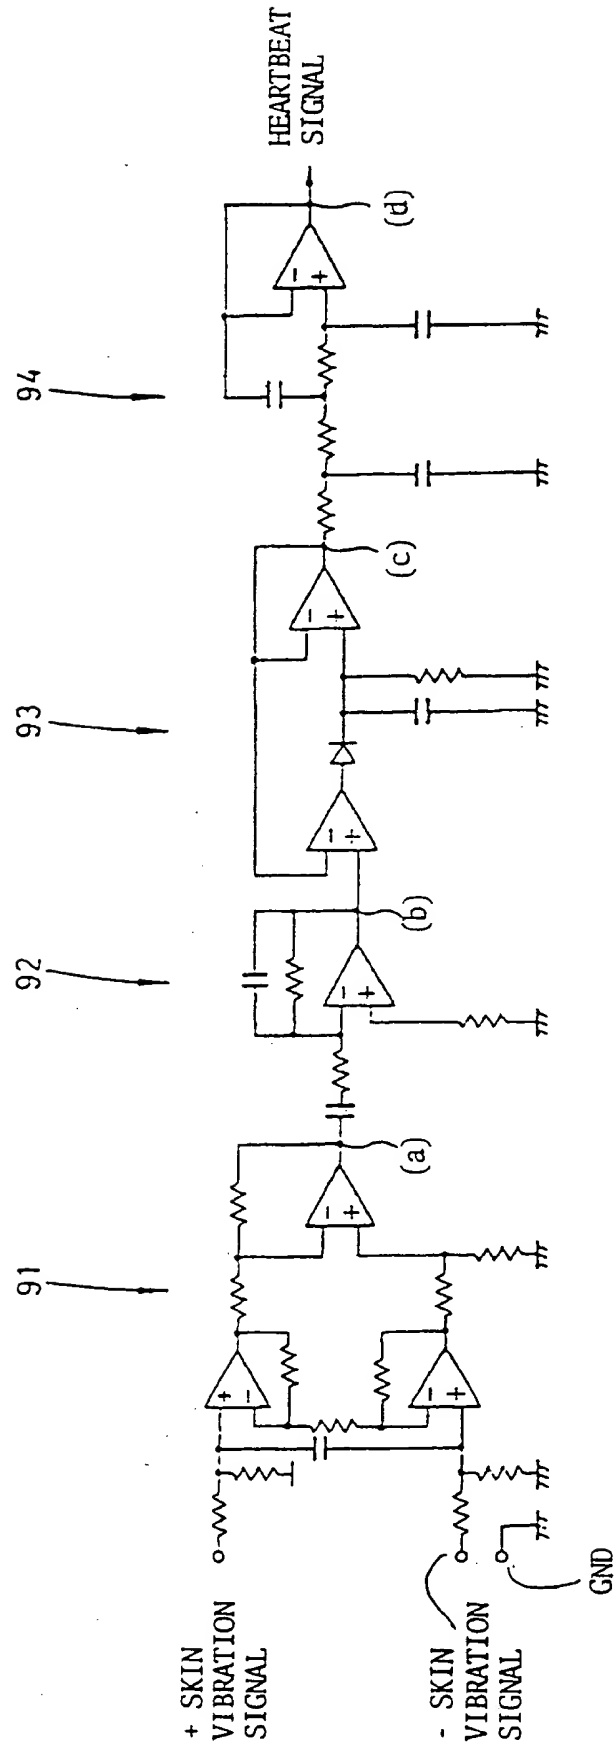 91
92
93
94
+ SKIN
VIBRATION
SIGNAL
- SKIN
VIBRATION
SIGNAL
GND
(a)
(b)
(c)
(d)
HEARTBEAT
SIGNAL
+
-
-
+
-
+
-
+
-
+
-
+
-
+